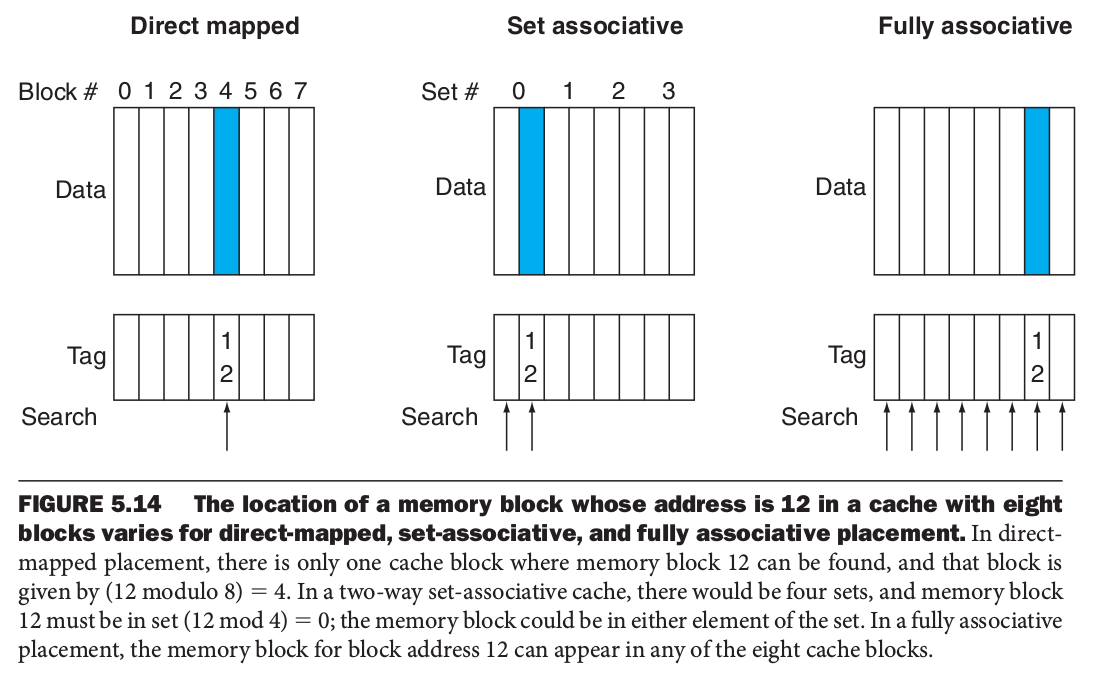 Direct mapped
Set associative
Fully associative
Block # 0 1 2 3 4 5 6 7
Set # 0 1 2 3
Data
Data
Data
Tag
1
2
Tag
1
2
Tag
1
2
Search
Search
Search
FIGURE 5.14 The location of a memory block whose address is 12 in a cache with eight
blocks varies for direct-mapped, set-associative, and fully associative placement. In direct-
mapped placement, there is only one cache block where memory block 12 can be found, and that block is
given by (12 modulo 8) = 4. In a two-way set-associative cache, there would be four sets, and memory block
12 must be in set (12 mod 4) = 0; the memory block could be in either element of the set. In a fully associative
placement, the memory block for block address 12 can appear in any of the eight cache blocks.